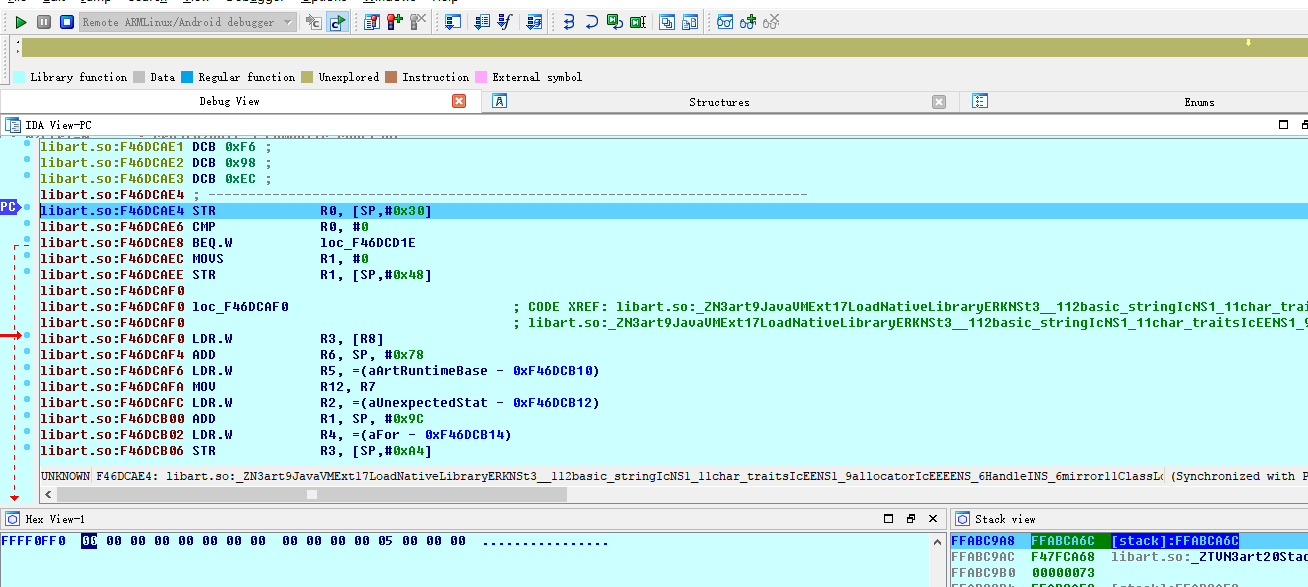 Remote ARMLinux/Android debugger
Library function Data Regular function Unexplored Instruction External symbol
Debug View Structures Enums
IDA View-PC
libart.so:F46DCAE1 DCB 0xF6 ;
libart.so:F46DCAE2 DCB 0x98 ;
libart.so:F46DCAE3 DCB 0xEC ;
libart.so:F46DCAE4 ; ---------------------------------------------------------------------------
PC libart.so:F46DCAE4 STR R0, [SP,#0x30]
libart.so:F46DCAE6 CMP R0, #0
libart.so:F46DCAE8 BEQ.W loc_F46DCD1E
libart.so:F46DCAEC MOVS R1, #0
libart.so:F46DCAEE STR R1, [SP,#0x48]
libart.so:F46DCAF0
libart.so:F46DCAF0 loc_F46DCAF0 ; CODE XREF: libart.so:_ZN3art9JavaVMExt17LoadNativeLibraryERKNSt3__112basic_stringIcNS1_11char_trai
libart.so:F46DCAF0 ; libart.so:_ZN3art9JavaVMExt17LoadNativeLibraryERKNSt3__112basic_stringIcNS1_11char_traitsIcEENS1_9
libart.so:F46DCAF0 LDR.W R3, [R8]
libart.so:F46DCAF4 ADD R6, SP, #0x78
libart.so:F46DCAF6 LDR.W R5, =(aArtRuntimeBase - 0xF46DCB10)
libart.so:F46DCAFA MOV R12, R7
libart.so:F46DCAFC LDR.W R2, =(aUnexpectedStat - 0xF46DCB12)
libart.so:F46DCB00 ADD R1, SP, #0x9C
libart.so:F46DCB02 LDR.W R4, =(aFor - 0xF46DCB14)
libart.so:F46DCB06 STR R3, [SP,#0xA4]
UNKNOWN F46DCAE4: libart.so:_ZN3art9JavaVMExt17LoadNativeLibraryERKNSt3__112basic_stringIcNS1_11char_traitsIcEENS1_9allocatorIcEEEENS_6HandleINS_6mirror11ClassLo (Synchronized with P
Hex View-1 Stack view
FFFF0FF0 00 00 00 00 00 00 00 00 00 00 00 00 05 00 00 00 ................
FFABC9A8 FFABCA6C [stack]:FFABCA6C
FFABC9AC F47FCA68 libart.so:_ZTVN3art20Stac
FFABC9B0 00000073